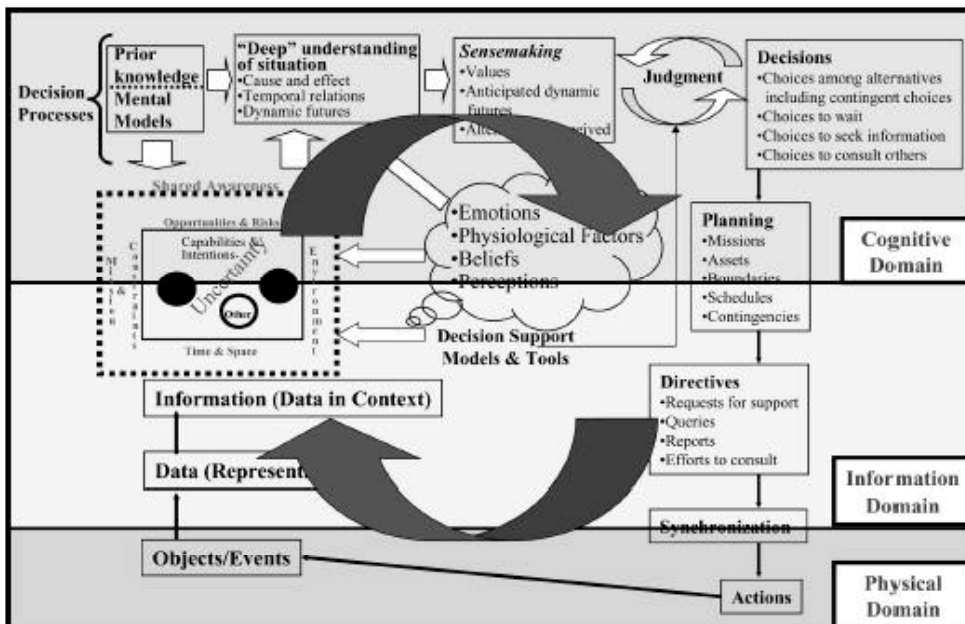 Decision
Processes
Prior
knowledge
Mental
Models
“Deep” understanding
of situation
•Cause and effect
•Temporal relations
•Dynamic futures
Sensemaking
•Values
•Anticipated dynamic
futures
Judgment
Decisions
•Choices among alternatives
including contingent choices
•Choices to wait
•Choices to seek information
•Choices to consult others
Shared Awareness
Opportunities & Risks
Capabilities &
Intentions-
Uncertainty
Other
Mission
&
Constraints
Environment
Time & Space
•Emotions
•Physiological Factors
•Beliefs
•Perceptions
Decision Support
Models & Tools
Planning
•Missions
•Assets
•Boundaries
•Schedules
•Contingencies
Cognitive
Domain
Information (Data in Context)
Data (Represent
Directives
•Requests for support
•Queries
•Reports
•Efforts to consult
Information
Domain
Synchronization
Objects/Events
Actions
Physical
Domain